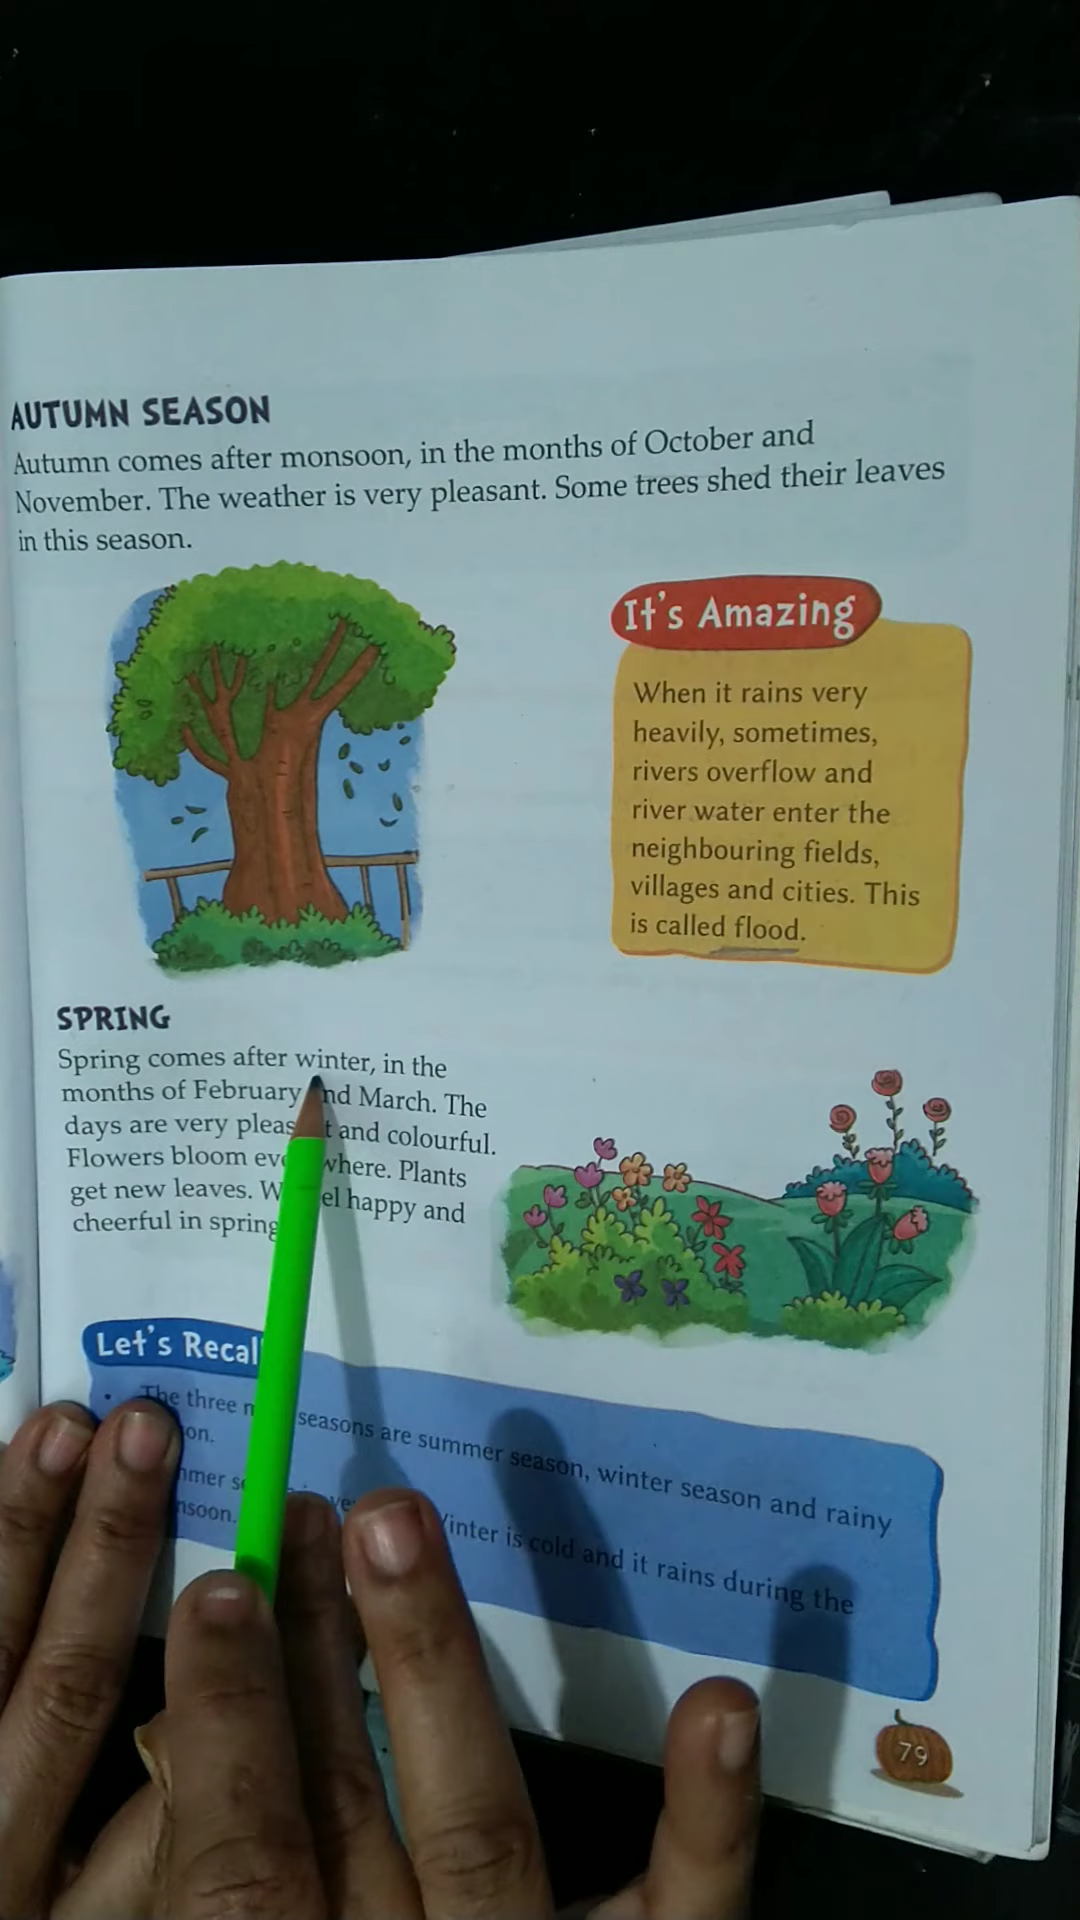 AUTUMN SEASON
Autumn comes after monsoon, in the months of October and
November. The weather is very pleasant. Some trees shed their leaves
in this season.
It's Amazing
When it rains very
heavily, sometimes,
rivers overflow and
river water enter the
neighbouring fields,
villages and cities. This
is called flood.
SPRING
Spring comes after winter, in the
months of February and March. The
days are very pleasant and colourful.
Flowers bloom everywhere. Plants
get new leaves. We feel happy and
cheerful in spring
Let's Recall
• The three seasons are summer season, winter season and rainy
Winter is cold and it rains during the
79